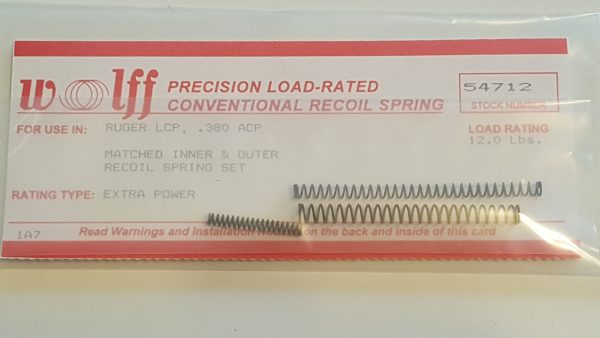 wolff
PRECISION LOAD-RATED
CONVENTIONAL RECOIL SPRING
54712
STOCK NUMBER
FOR USE IN: RUGER LCP, .380 ACP
MATCHED INNER & OUTER
RECOIL SPRING SET
LOAD RATING
12.0 Lbs.
RATING TYPE: EXTRA POWER
1A7
Read Warnings and Installation on the back and inside of this card